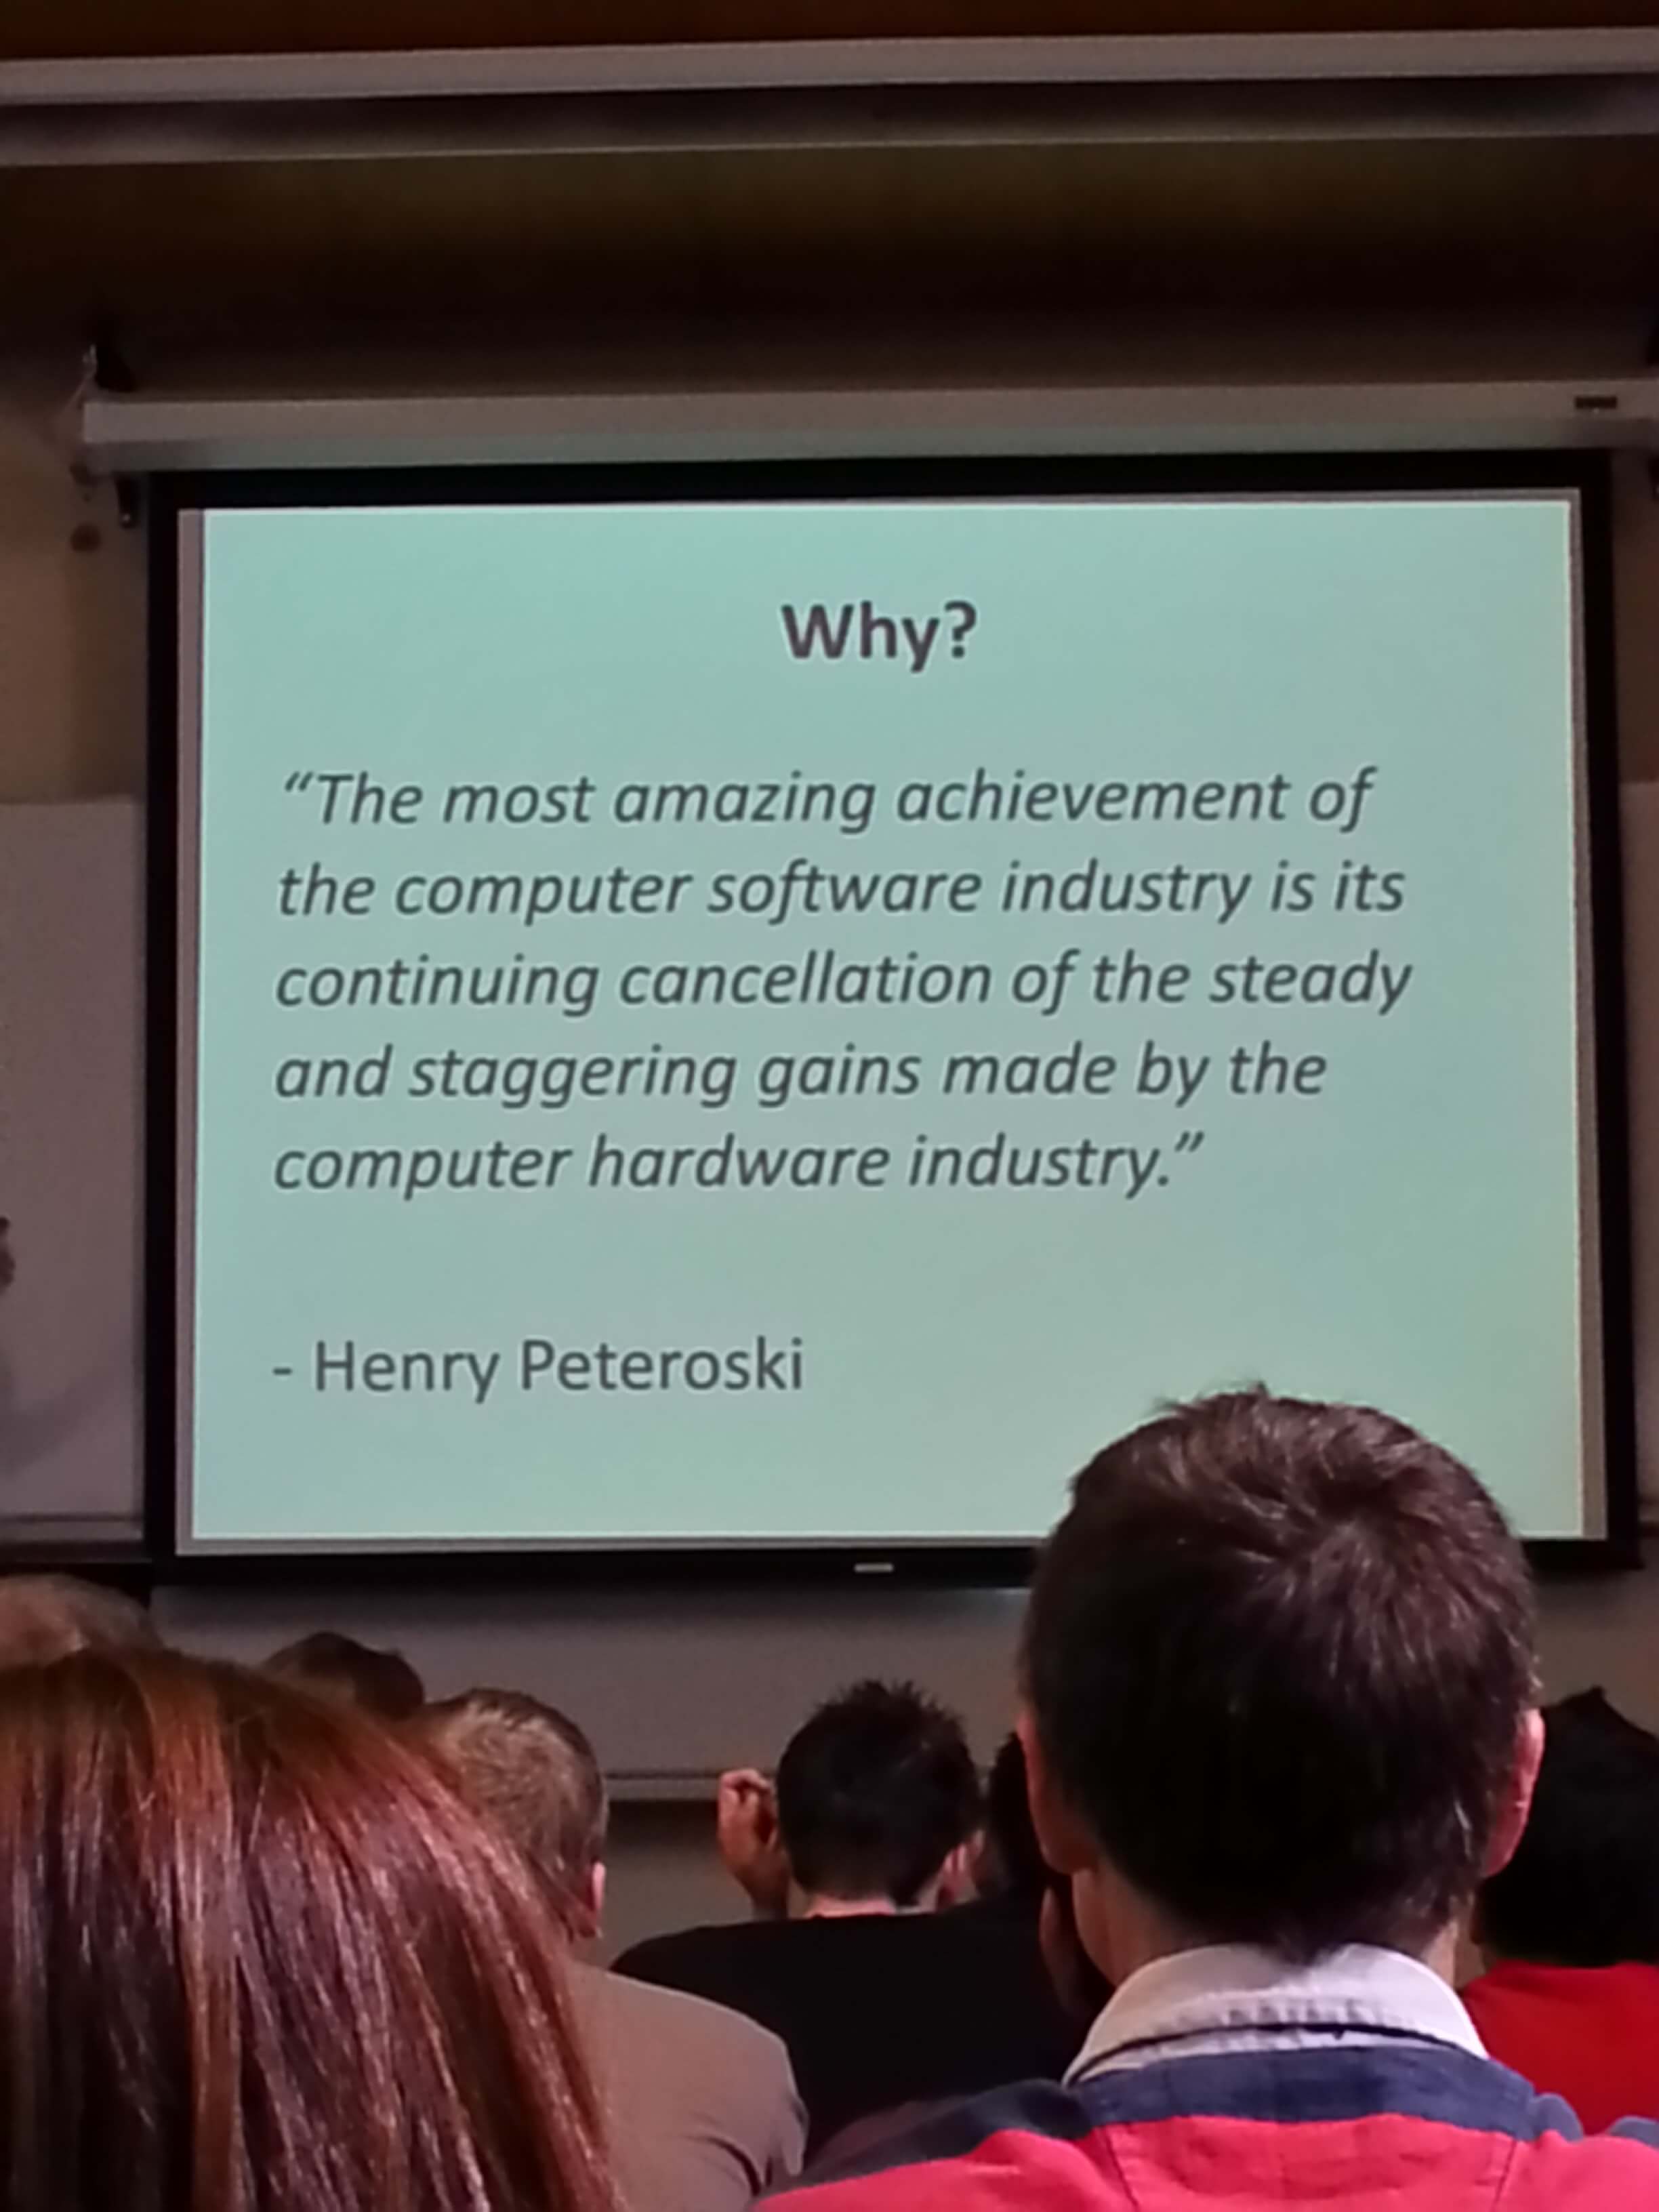 Why?
“The most amazing achievement of
the computer software industry is its
continuing cancellation of the steady
and staggering gains made by the
computer hardware industry.”
- Henry Peteroski